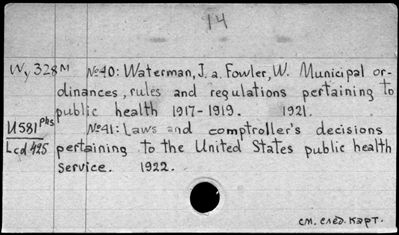 14
Wy 328M №40: Waterman, J. a. Fowler, W. Municipal or-
dinances, rules and regulations pertaining to
public health 1917-1919. 1921.
U581phs №41: Laws and comptroller's decisions
Lcd 425 pertaining to the United States public health
service. 1922.
см. след. карт.